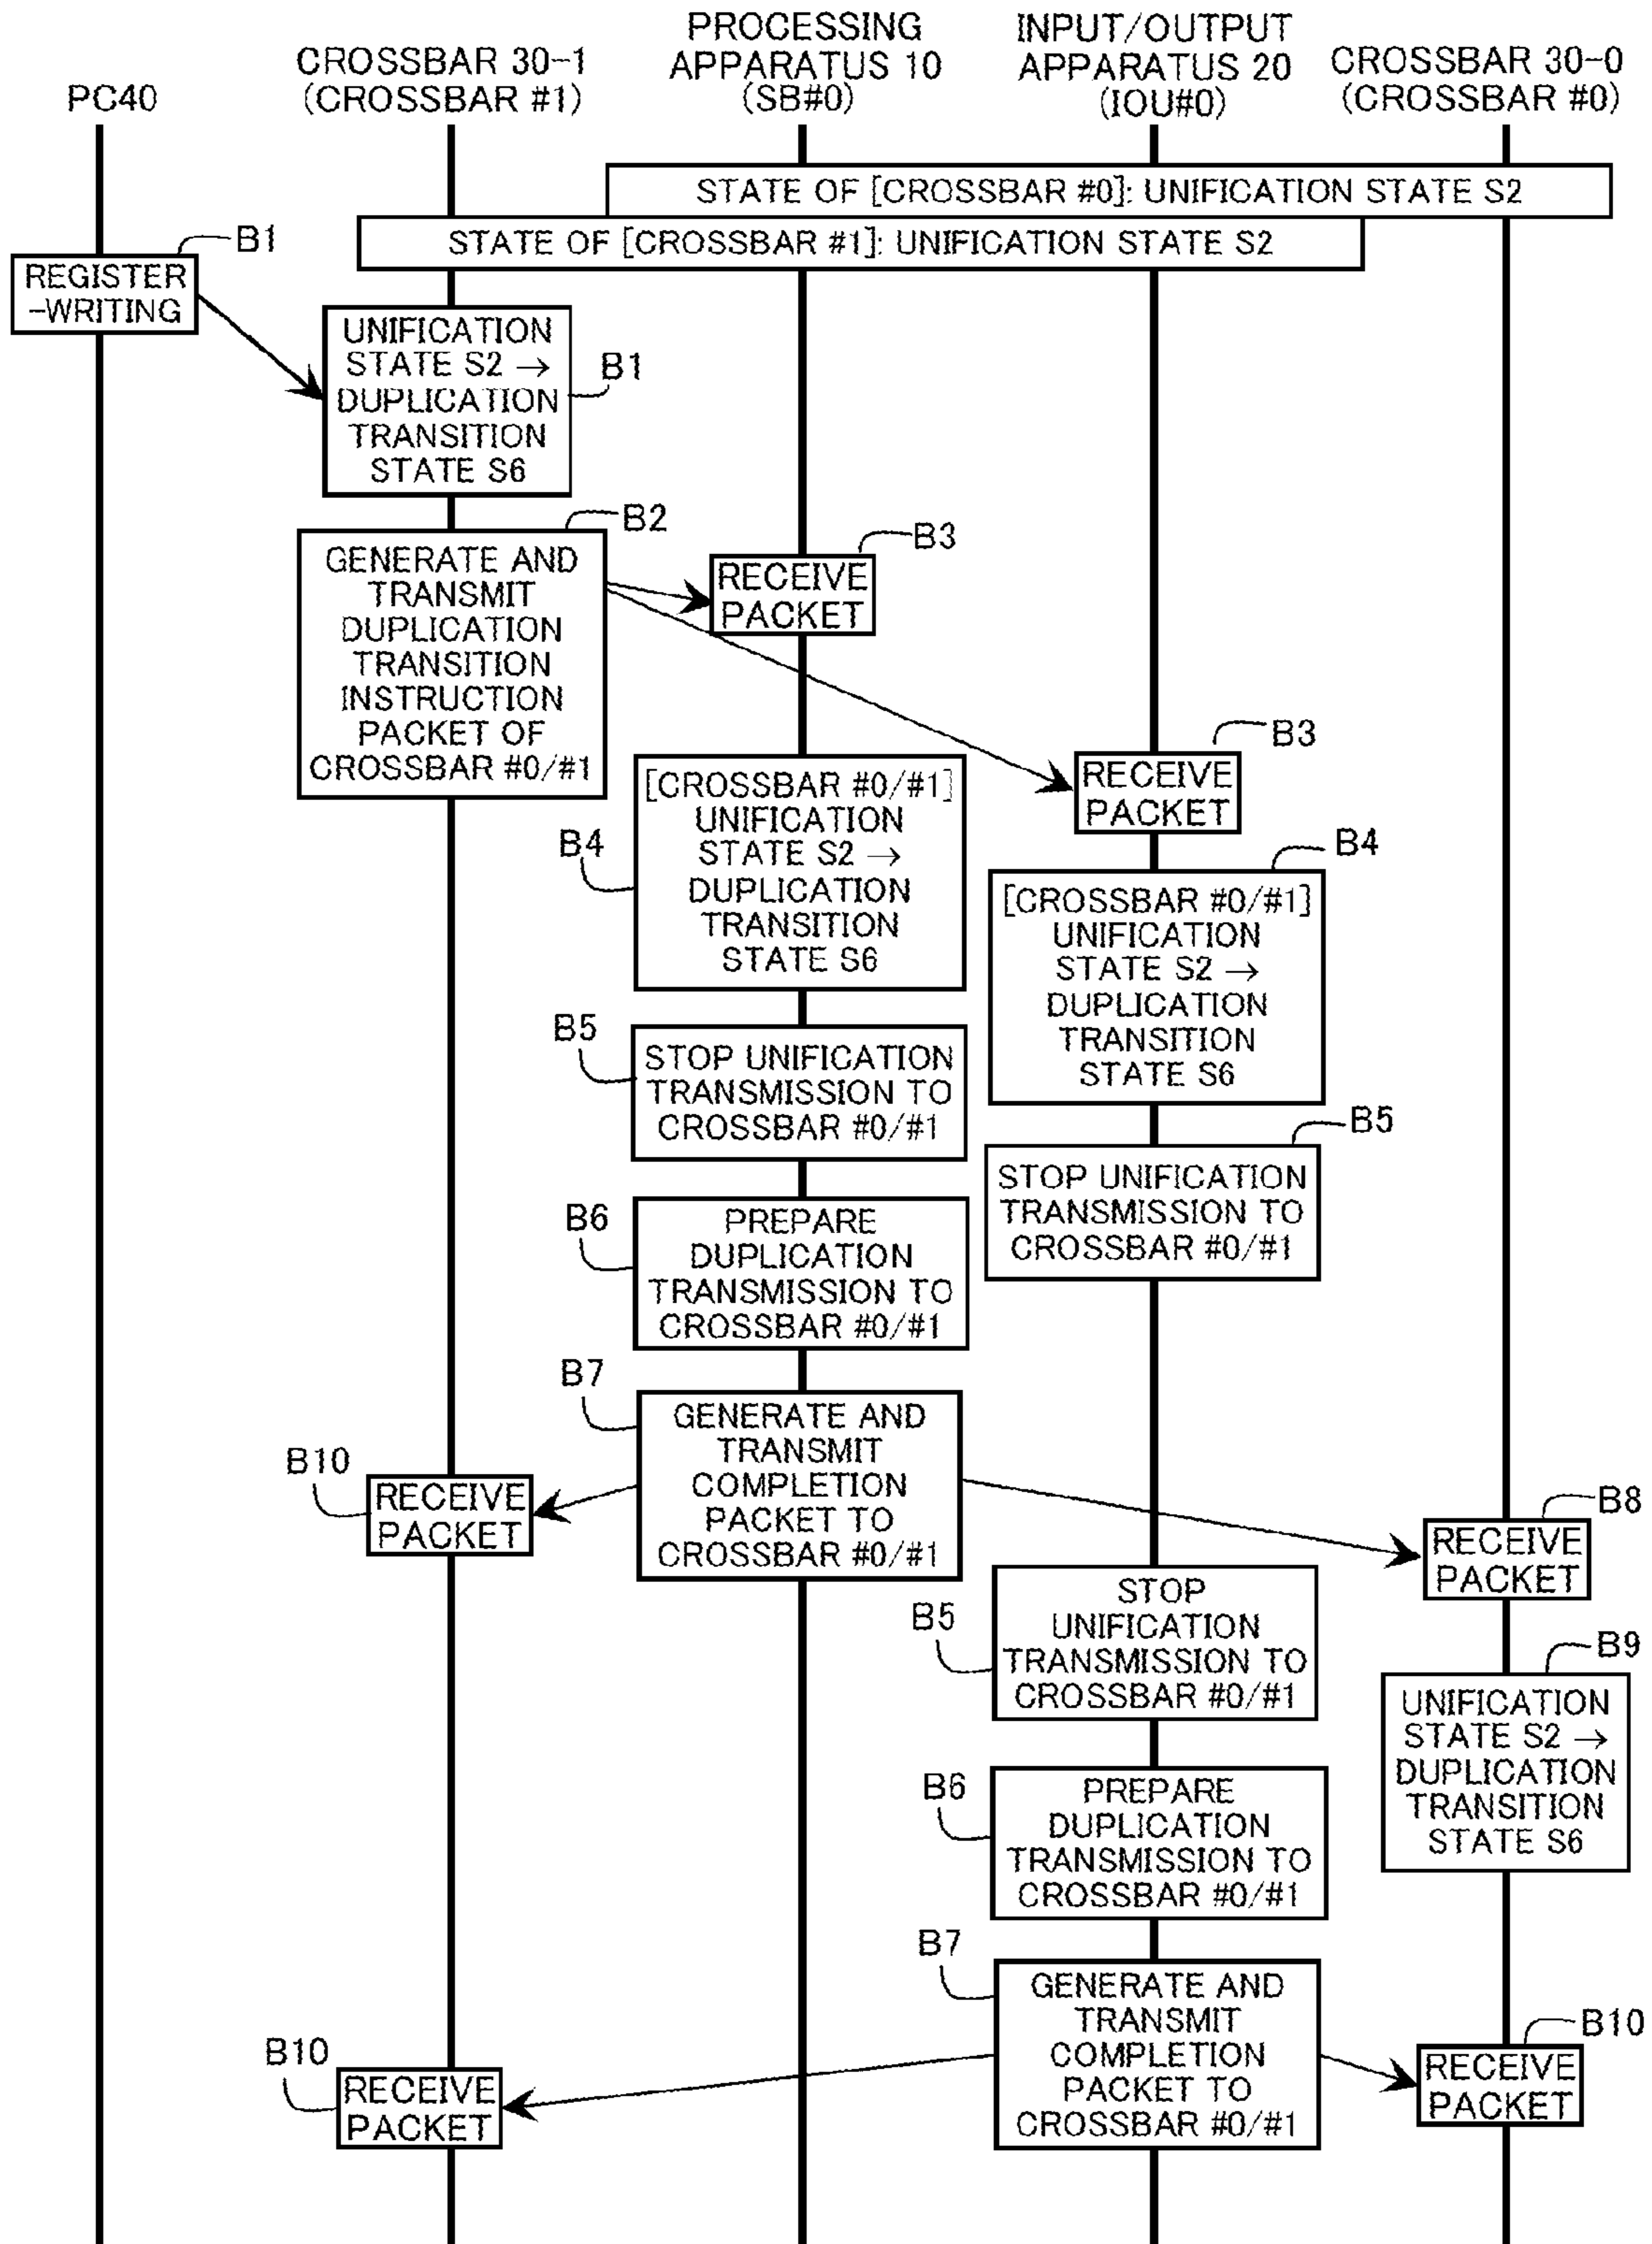 PC40
CROSSBAR 30-1
(CROSSBAR #1)
PROCESSING
APPARATUS 10
(SB#0)
INPUT/OUTPUT
APPARATUS 20
(IOU#0)
CROSSBAR 30-0
(CROSSBAR #0)
STATE OF [CROSSBAR #0]: UNIFICATION STATE S2
STATE OF [CROSSBAR #1]: UNIFICATION STATE S2
B1
REGISTER
-WRITING
UNIFICATION
STATE S2 →
DUPLICATION
TRANSITION
STATE S6
B1
B2
GENERATE AND
TRANSMIT
DUPLICATION
TRANSITION
INSTRUCTION
PACKET OF
CROSSBAR #0/#1
B3
RECEIVE
PACKET
B3
RECEIVE
PACKET
B4
[CROSSBAR #0/#1]
UNIFICATION
STATE S2 →
DUPLICATION
TRANSITION
STATE S6
B4
[CROSSBAR #0/#1]
UNIFICATION
STATE S2 →
DUPLICATION
TRANSITION
STATE S6
B5
STOP UNIFICATION
TRANSMISSION TO
CROSSBAR #0/#1
B5
STOP UNIFICATION
TRANSMISSION TO
CROSSBAR #0/#1
B6
PREPARE
DUPLICATION
TRANSMISSION TO
CROSSBAR #0/#1
B7
GENERATE AND
TRANSMIT
COMPLETION
PACKET TO
CROSSBAR #0/#1
B10
RECEIVE
PACKET
B8
RECEIVE
PACKET
B5
STOP
UNIFICATION
TRANSMISSION TO
CROSSBAR #0/#1
B9
UNIFICATION
STATE S2 →
DUPLICATION
TRANSITION
STATE S6
B6
PREPARE
DUPLICATION
TRANSMISSION TO
CROSSBAR #0/#1
B7
GENERATE AND
TRANSMIT
COMPLETION
PACKET TO
CROSSBAR #0/#1
B10
RECEIVE
PACKET
B10
RECEIVE
PACKET